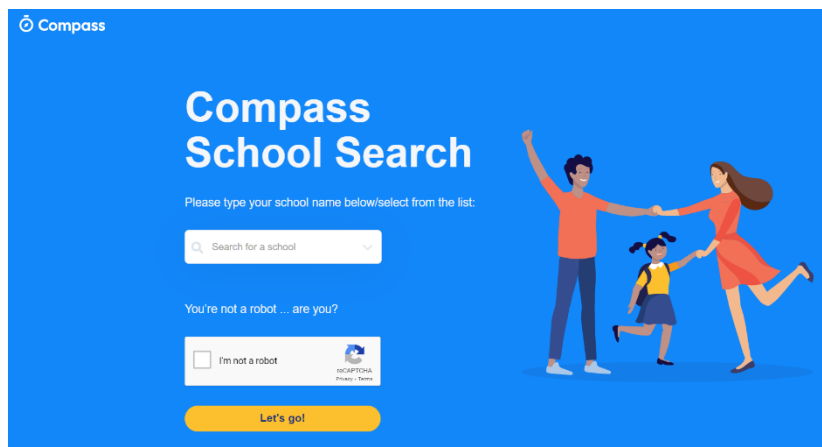 Compass
Compass
School Search
Please type your school name below/select from the list:
Search for a school
You're not a robot ... are you?
I'm not a robot
reCAPTCHA
Privacy - Terms
Let's go!